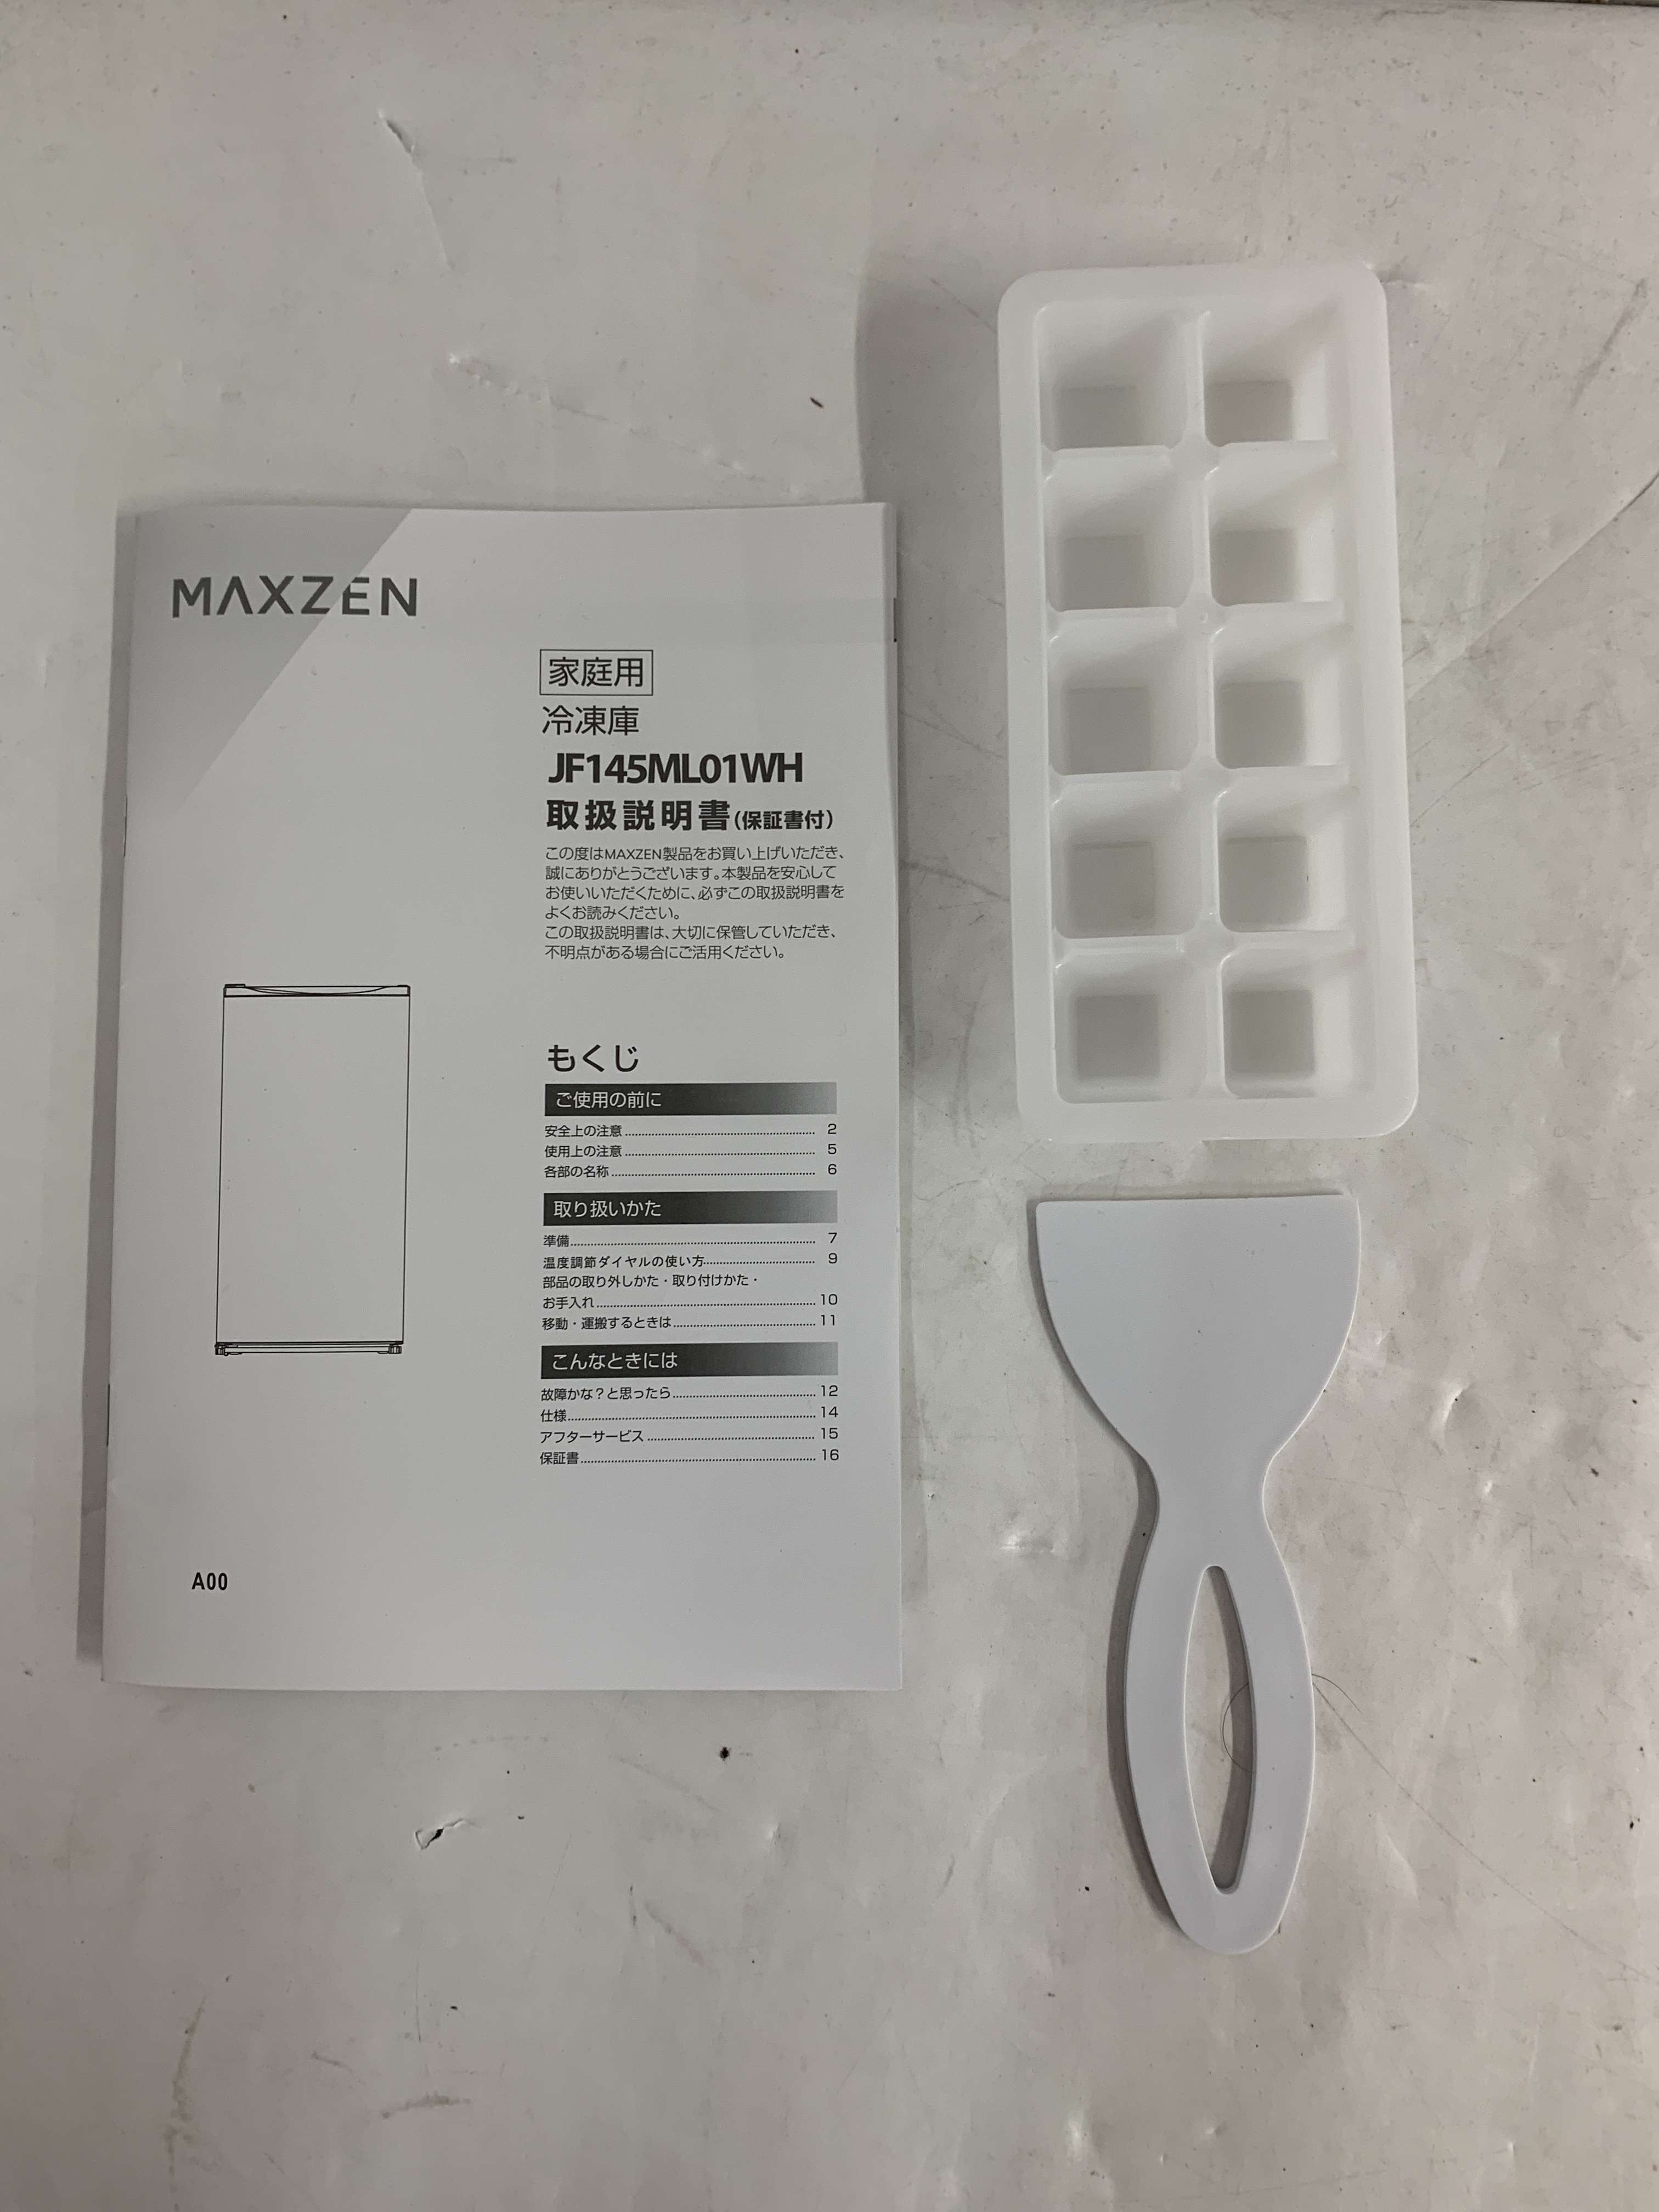 MAXZEN
家庭用
冷凍庫
JF145ML01WH
取扱説明書(保証書付)
この度はMAXZEN製品をお買い上げいただき、
誠にありがとうございます。本製品を安心して
お使いいただくために、必ずこの取扱説明書を
よくお読みください。
この取扱説明書は、大切に保管していただき、
不明点がある場合にご活用ください。
もくじ
ご使用の前に
安全上の注意 2
使用上の注意 5
各部の名称 6
取り扱いかた
準備 7
温度調節ダイヤルの使い方 9
部品の取り外しかた・取り付けかた・
お手入れ 10
移動・運搬するときは 11
こんなときには
故障かな？と思ったら 12
仕様 14
アフターサービス 15
保証書 16
A00